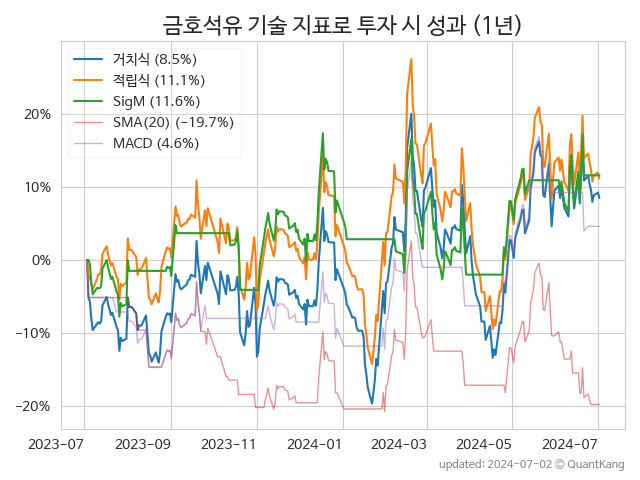 금호석유 기술 지표로 투자 시 성과 (1년)
거치식 (8.5%)
적립식 (11.1%)
SigM (11.6%)
SMA(20) (−19.7%)
MACD (4.6%)
20%
10%
0%
−10%
−20%
2023-07 2023-09 2023-11 2024-01 2024-03 2024-05 2024-07
updated: 2024-07-02 © QuantKang